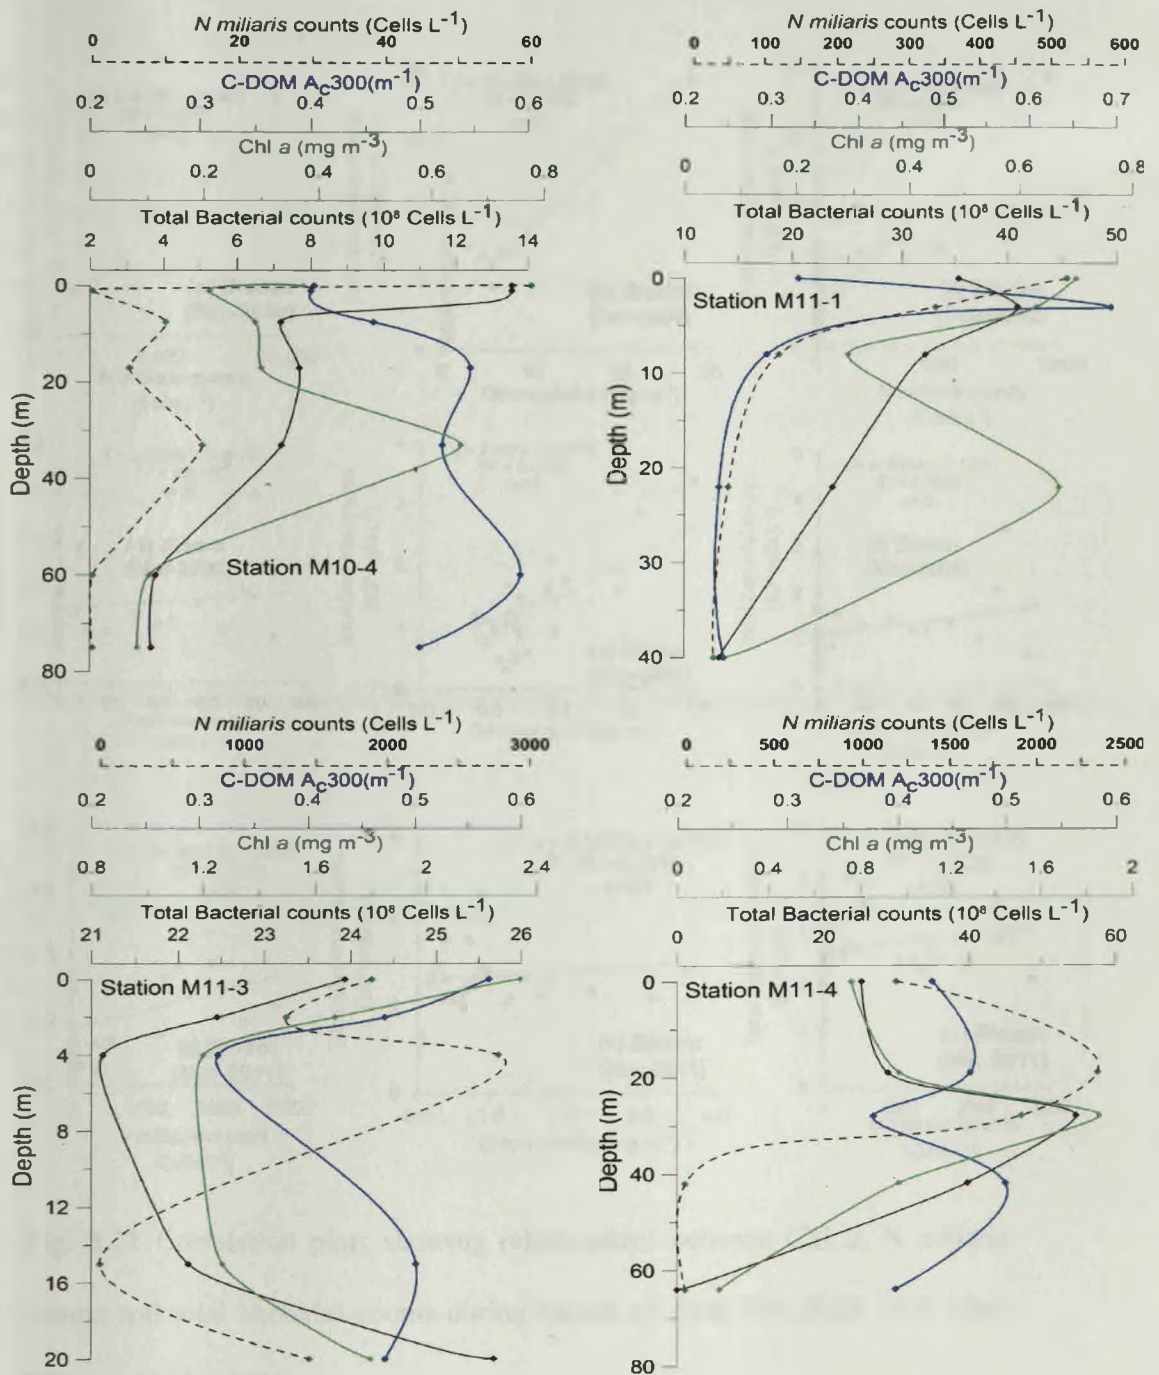 N miliaris counts (Cells L-1)
0 20 40 60
C-DOM Ac300(m-1)
0.2 0.3 0.4 0.5 0.6
Chl a (mg m-3)
0 0.2 0.4 0.6 0.8
Total Bacterial counts (10⁸ Cells L-1)
2 4 6 8 10 12 14
0
20
40
60
80
Depth (m)
Station M10-4
N miliaris counts (Cells L-1)
0 100 200 300 400 500 600
C-DOM Ac300(m-1)
0.2 0.3 0.4 0.5 0.6 0.7
Chl a (mg m-3)
0.2 0.4 0.6 0.8
Total Bacterial counts (10⁸ Cells L-1)
10 20 30 40 50
0
10
20
30
40
Depth (m)
Station M11-1
N miliaris counts (Cells L-1)
0 1000 2000 3000
C-DOM Ac300(m-1)
0.2 0.3 0.4 0.5 0.6
Chl a (mg m-3)
0.8 1.2 1.6 2 2.4
Total Bacterial counts (10⁸ Cells L-1)
21 22 23 24 25 26
0
4
8
12
16
20
Depth (m)
Station M11-3
N miliaris counts (Cells L-1)
0 500 1000 1500 2000 2500
C-DOM Ac300(m-1)
0.2 0.3 0.4 0.5 0.6
Chl a (mg m-3)
0 0.4 0.8 1.2 1.6 2
Total Bacterial counts (10⁸ Cells L-1)
0 20 40 60
0
20
40
60
80
Depth (m)
Station M11-4